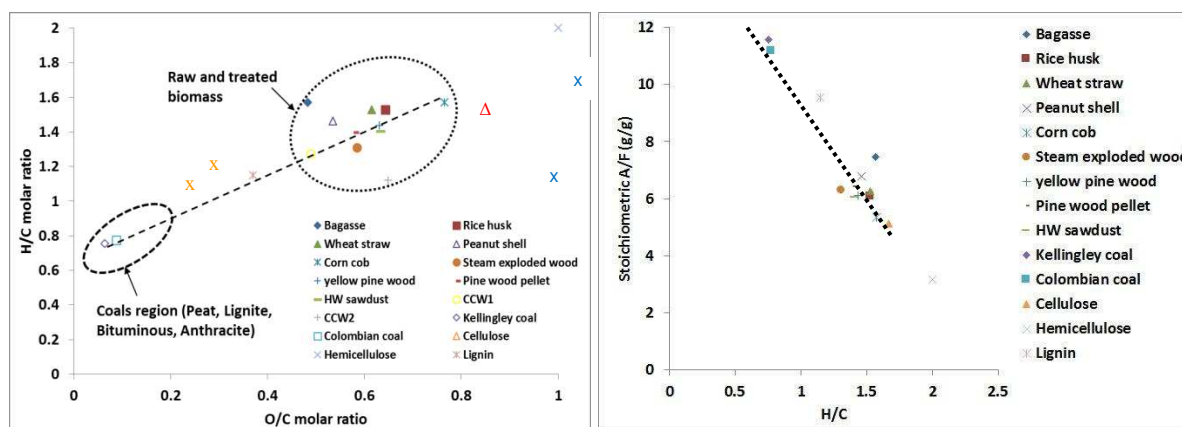 2
1.8
1.6
1.4
1.2
1
0.8
0.6
0.4
0.2
0
H/C molar ratio
Raw and treated
biomass
x
Δ
x
x
x
x
Coals region (Peat, Lignite,
Bituminous, Anthracite)
Bagasse Rice husk
Wheat straw Peanut shell
Corn cob Steam exploded wood
yellow pine wood Pine wood pellet
HW sawdust CCW1
CCW2 Kellingley coal
Colombian coal Cellulose
Hemicellulose Lignin
0 0.2 0.4 0.6 0.8 1
O/C molar ratio
12
10
8
6
4
2
0
Stoichiometric A/F (g/g)
0 0.5 1 1.5 2 2.5
H/C
Bagasse
Rice husk
Wheat straw
Peanut shell
Corn cob
Steam exploded wood
yellow pine wood
Pine wood pellet
HW sawdust
Kellingley coal
Colombian coal
Cellulose
Hemicellulose
Lignin